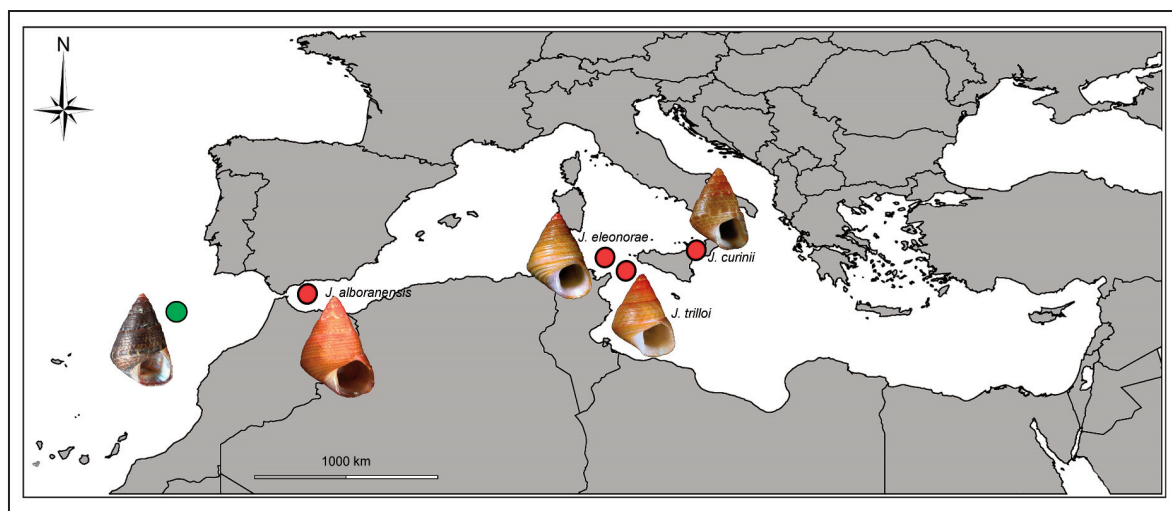 N
J. eleonorae
J. curinii
J. alboranensis
J. trilloi
1000 km